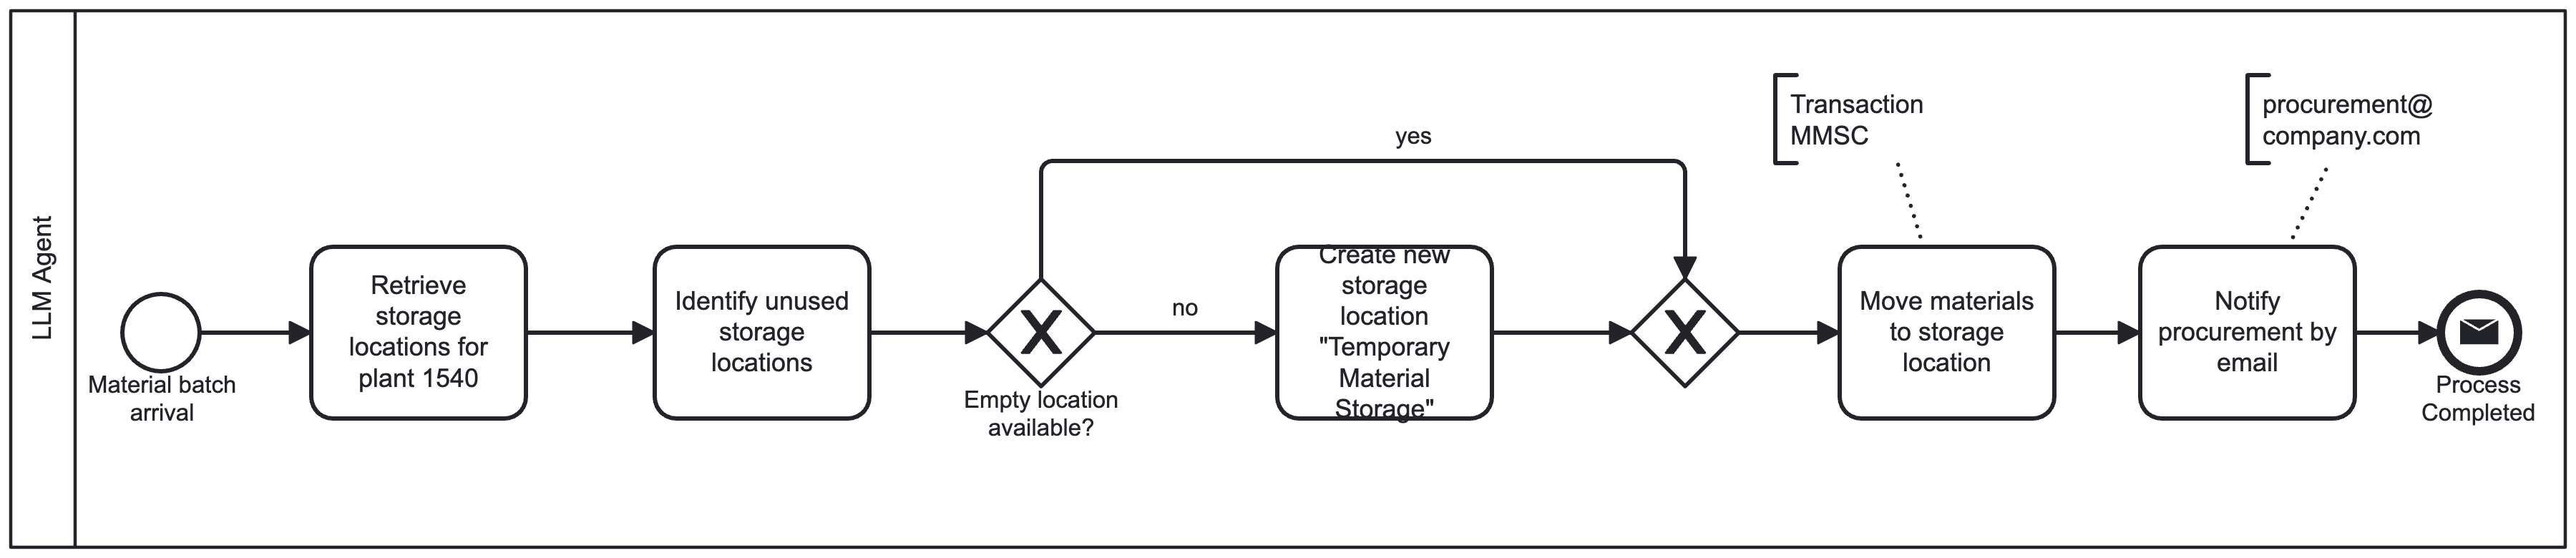 LLM Agent
Material batch
arrival
Retrieve
storage
locations for
plant 1540
Identify unused
storage
locations
Empty location
available?
yes
no
Create new
storage
location
"Temporary
Material
Storage"
X
X
Transaction
MMSC
Move materials
to storage
location
procurement@
company.com
Notify
procurement by
email
Process
Completed